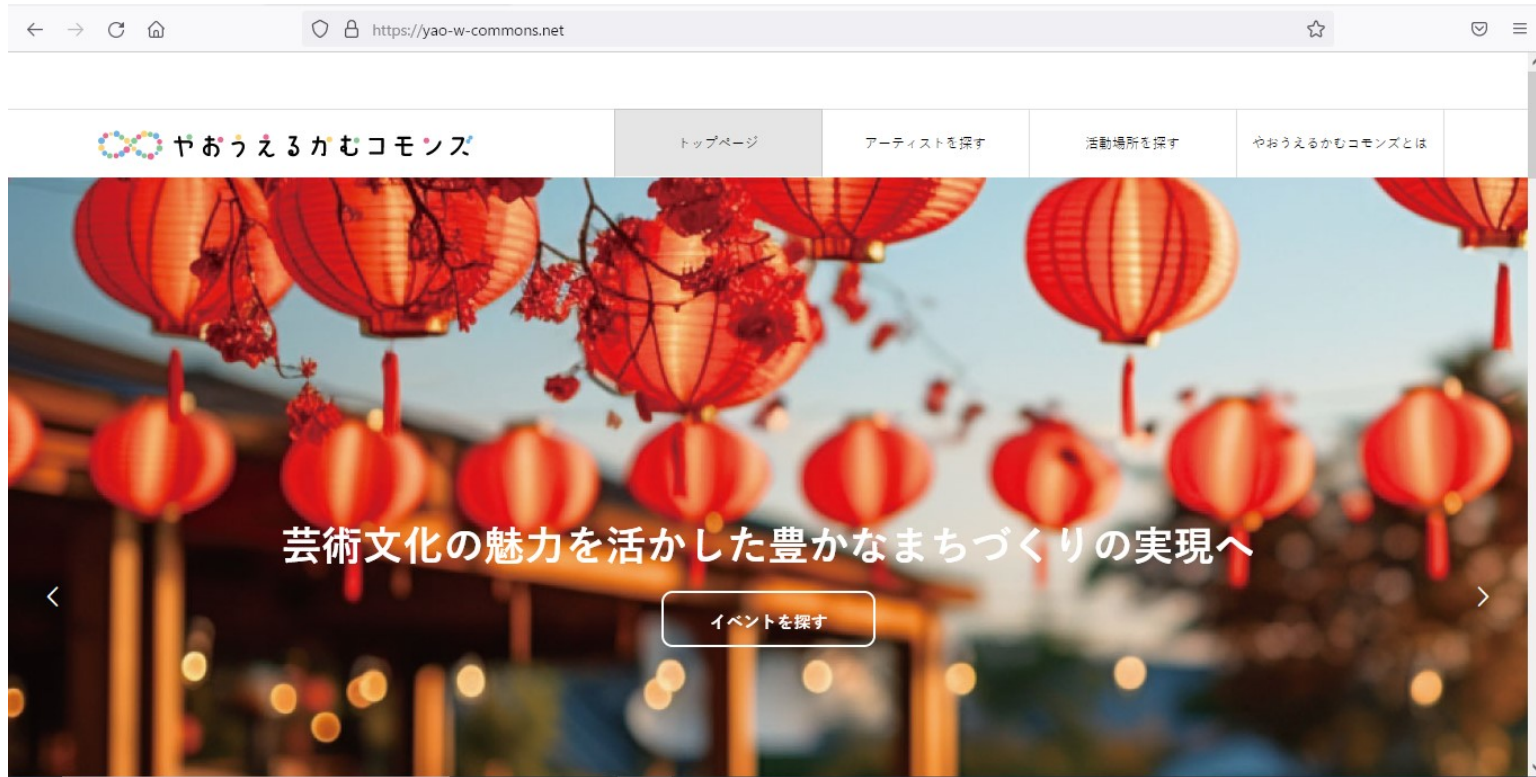 https://yao-w-commons.net
やおうえるかむコモンズ
トップページ
アーティストを探す
活動場所を探す
やおうえるかむコモンズとは
芸術文化の魅力を活かした豊かなまちづくりの実現へ
イベントを探す